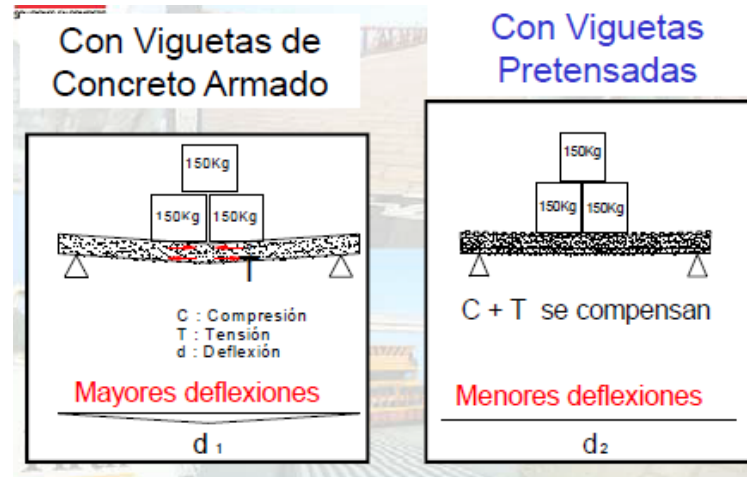 Con Viguetas de
Concreto Armado
150Kg
150Kg 150Kg
T
C : Compresión
T : Tensión
d : Deflexión
Mayores deflexiones
d 1
Con Viguetas
Pretensadas
150Kg
150Kg 150Kg
C + T se compensan
Menores deflexiones
d2